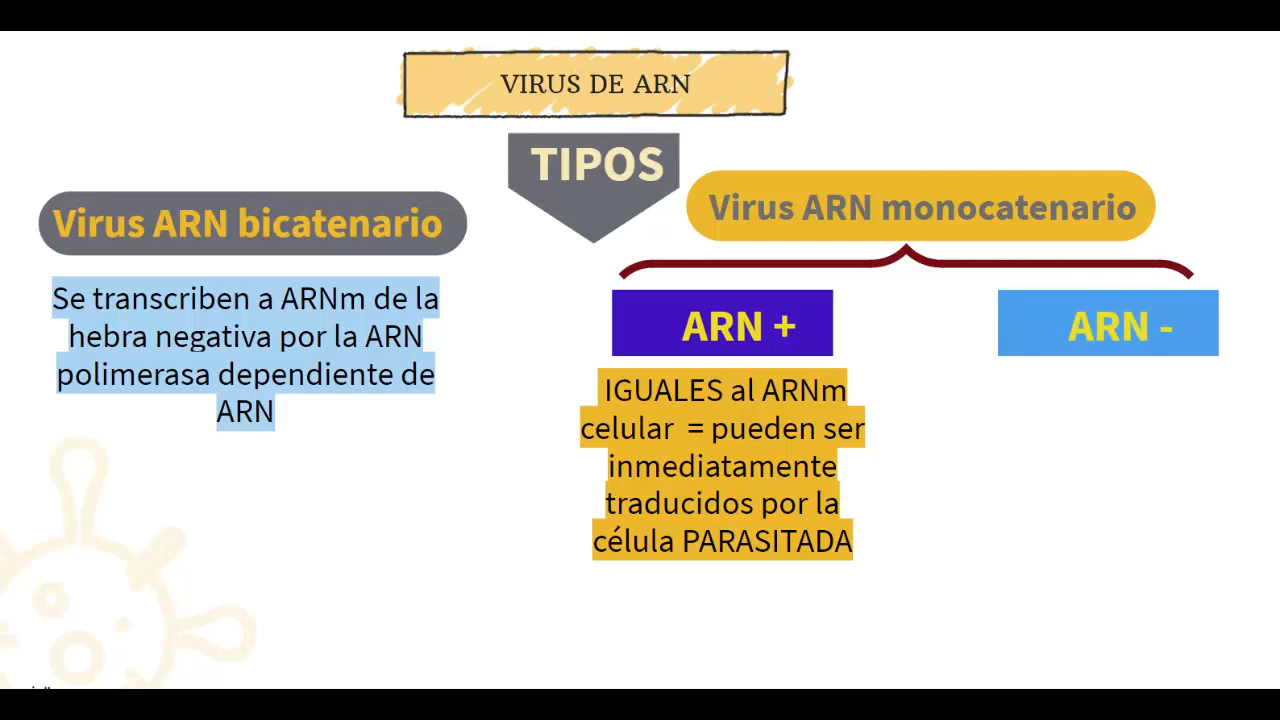 VIRUS DE ARN
TIPOS
Virus ARN bicatenario
Se transcriben a ARNm de la
hebra negativa por la ARN
polimerasa dependiente de
ARN
Virus ARN monocatenario
ARN +
IGUALES al ARNm
celular = pueden ser
inmediatamente
traducidos por la
célula PARASITADA
ARN -